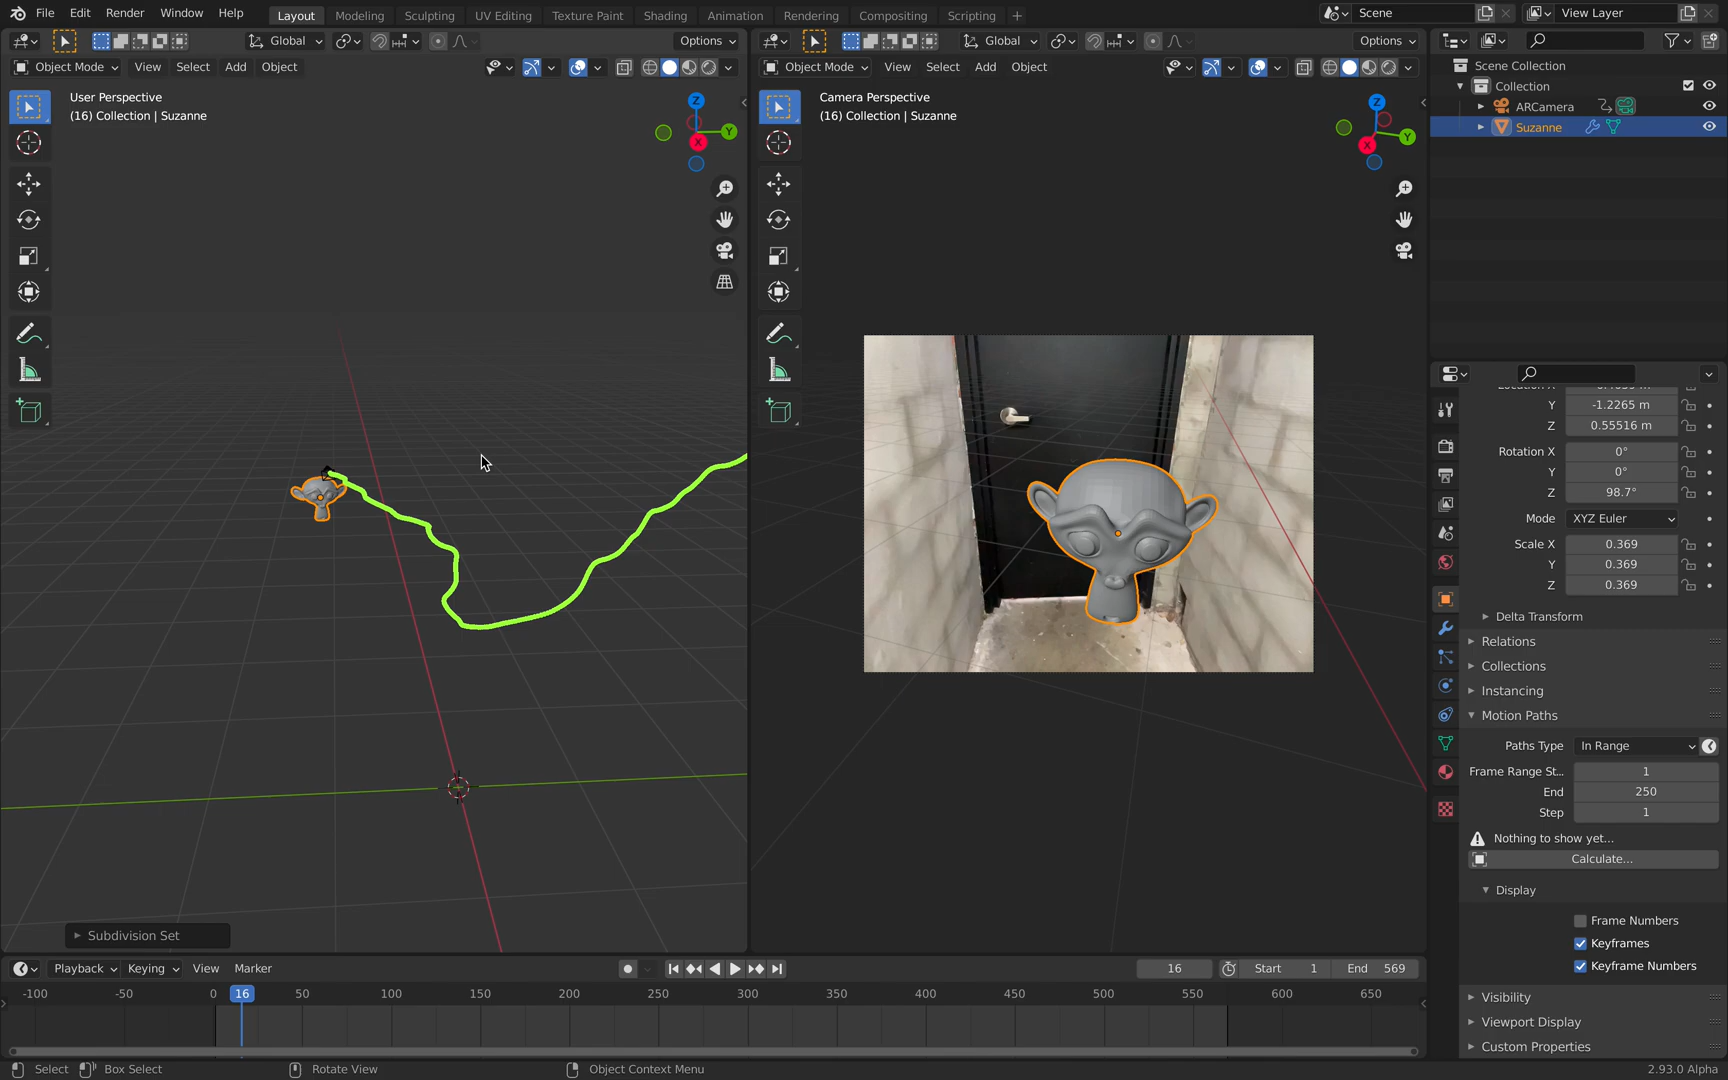 File Edit Render Window Help Layout Modeling Sculpting UV Editing Texture Paint Shading Animation Rendering Compositing Scripting + Scene View Layer
Global Options Global Options
Object Mode View Select Add Object Object Mode View Select Add Object
User Perspective
(16) Collection | Suzanne
Z
Y
X
Subdivision Set
Camera Perspective
(16) Collection | Suzanne
Z
Y
X
Scene Collection
Collection
ARCamera
Suzanne
Y -1.2265 m
Z 0.55516 m
Rotation X 0°
Y 0°
Z 98.7°
Mode XYZ Euler
Scale X 0.369
Y 0.369
Z 0.369
Delta Transform
Relations
Collections
Instancing
Motion Paths
Paths Type In Range
Frame Range St... 1
End 250
Step 1
Nothing to show yet...
Calculate...
Display
Frame Numbers
Keyframes
Keyframe Numbers
Visibility
Viewport Display
Custom Properties
Playback Keying View Marker 16 Start 1 End 569
-100 -50 0 16 50 100 150 200 250 300 350 400 450 500 550 600 650
Select Box Select Rotate View Object Context Menu 2.93.0 Alpha